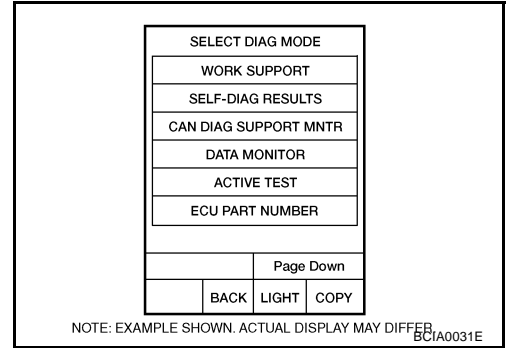 SELECT DIAG MODE
WORK SUPPORT
SELF-DIAG RESULTS
CAN DIAG SUPPORT MNTR
DATA MONITOR
ACTIVE TEST
ECU PART NUMBER
Page Down
BACK LIGHT COPY
NOTE: EXAMPLE SHOWN. ACTUAL DISPLAY MAY DIFFER.
BCIA0031E